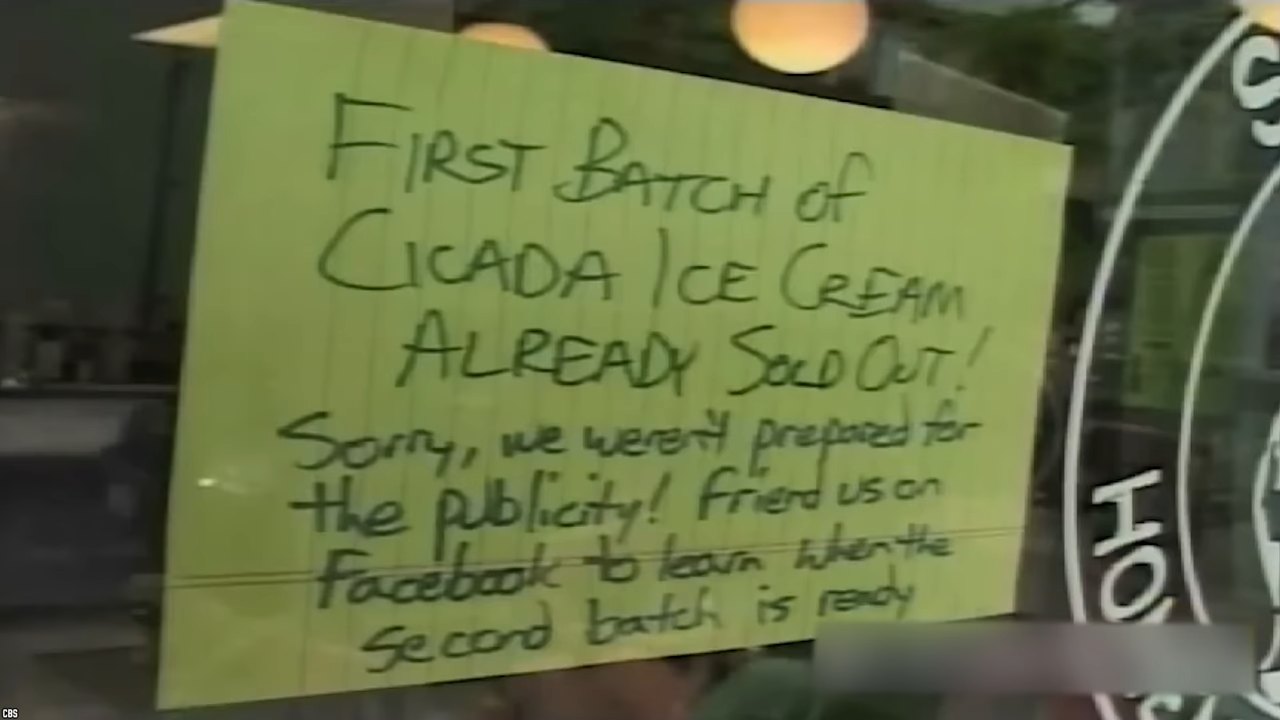 First Batch of
Cicada Ice Cream
Already Sold Out!
Sorry, we weren't prepared for
the publicity! Friend us on
Facebook to learn when the
second batch is ready
CBS